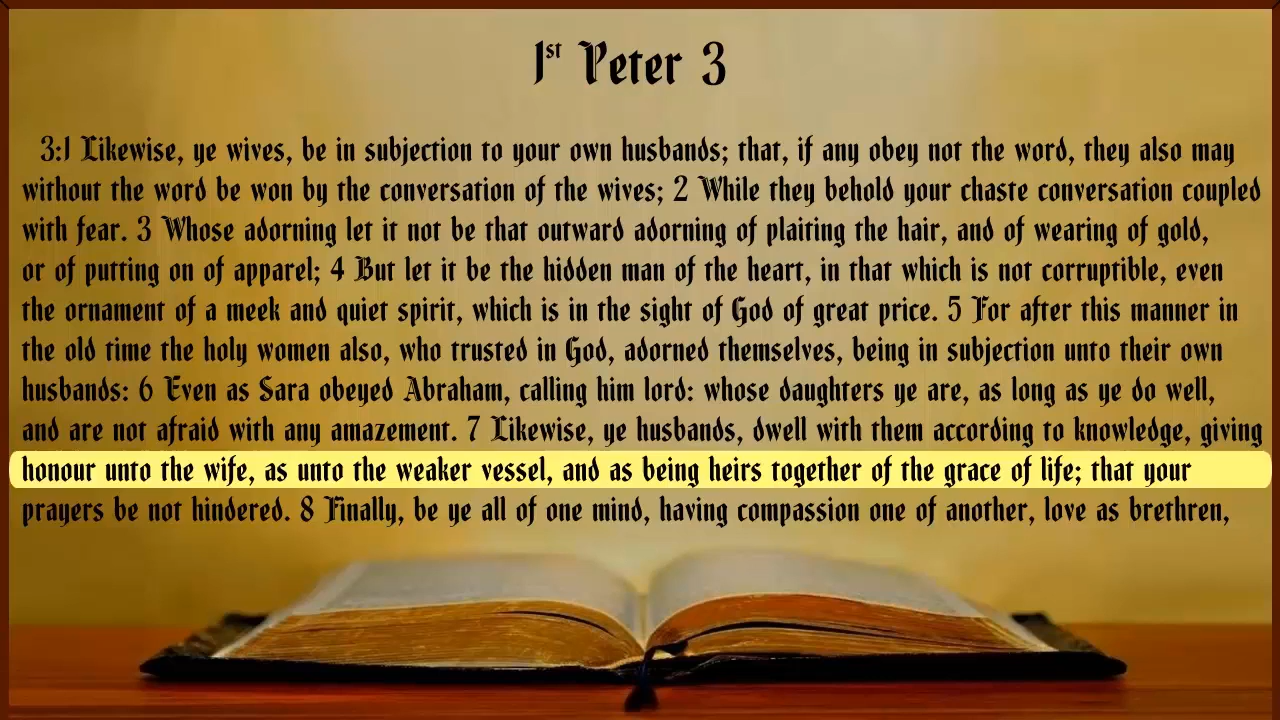 1st Peter 3
3:1 Likewise, ye wives, be in subjection to your own husbands; that, if any obey not the word, they also may
without the word be won by the conversation of the wives; 2 While they behold your chaste conversation coupled
with fear. 3 Whose adorning let it not be that outward adorning of plaiting the hair, and of wearing of gold,
or of putting on of apparel; 4 But let it be the hidden man of the heart, in that which is not corruptible, even
the ornament of a meek and quiet spirit, which is in the sight of God of great price. 5 For after this manner in
the old time the holy women also, who trusted in God, adorned themselves, being in subjection unto their own
husbands: 6 Even as Sara obeyed Abraham, calling him lord: whose daughters ye are, as long as ye do well,
and are not afraid with any amazement. 7 Likewise, ye husbands, dwell with them according to knowledge, giving
honour unto the wife, as unto the weaker vessel, and as being heirs together of the grace of life; that your
prayers be not hindered. 8 Finally, be ye all of one mind, having compassion one of another, love as brethren,